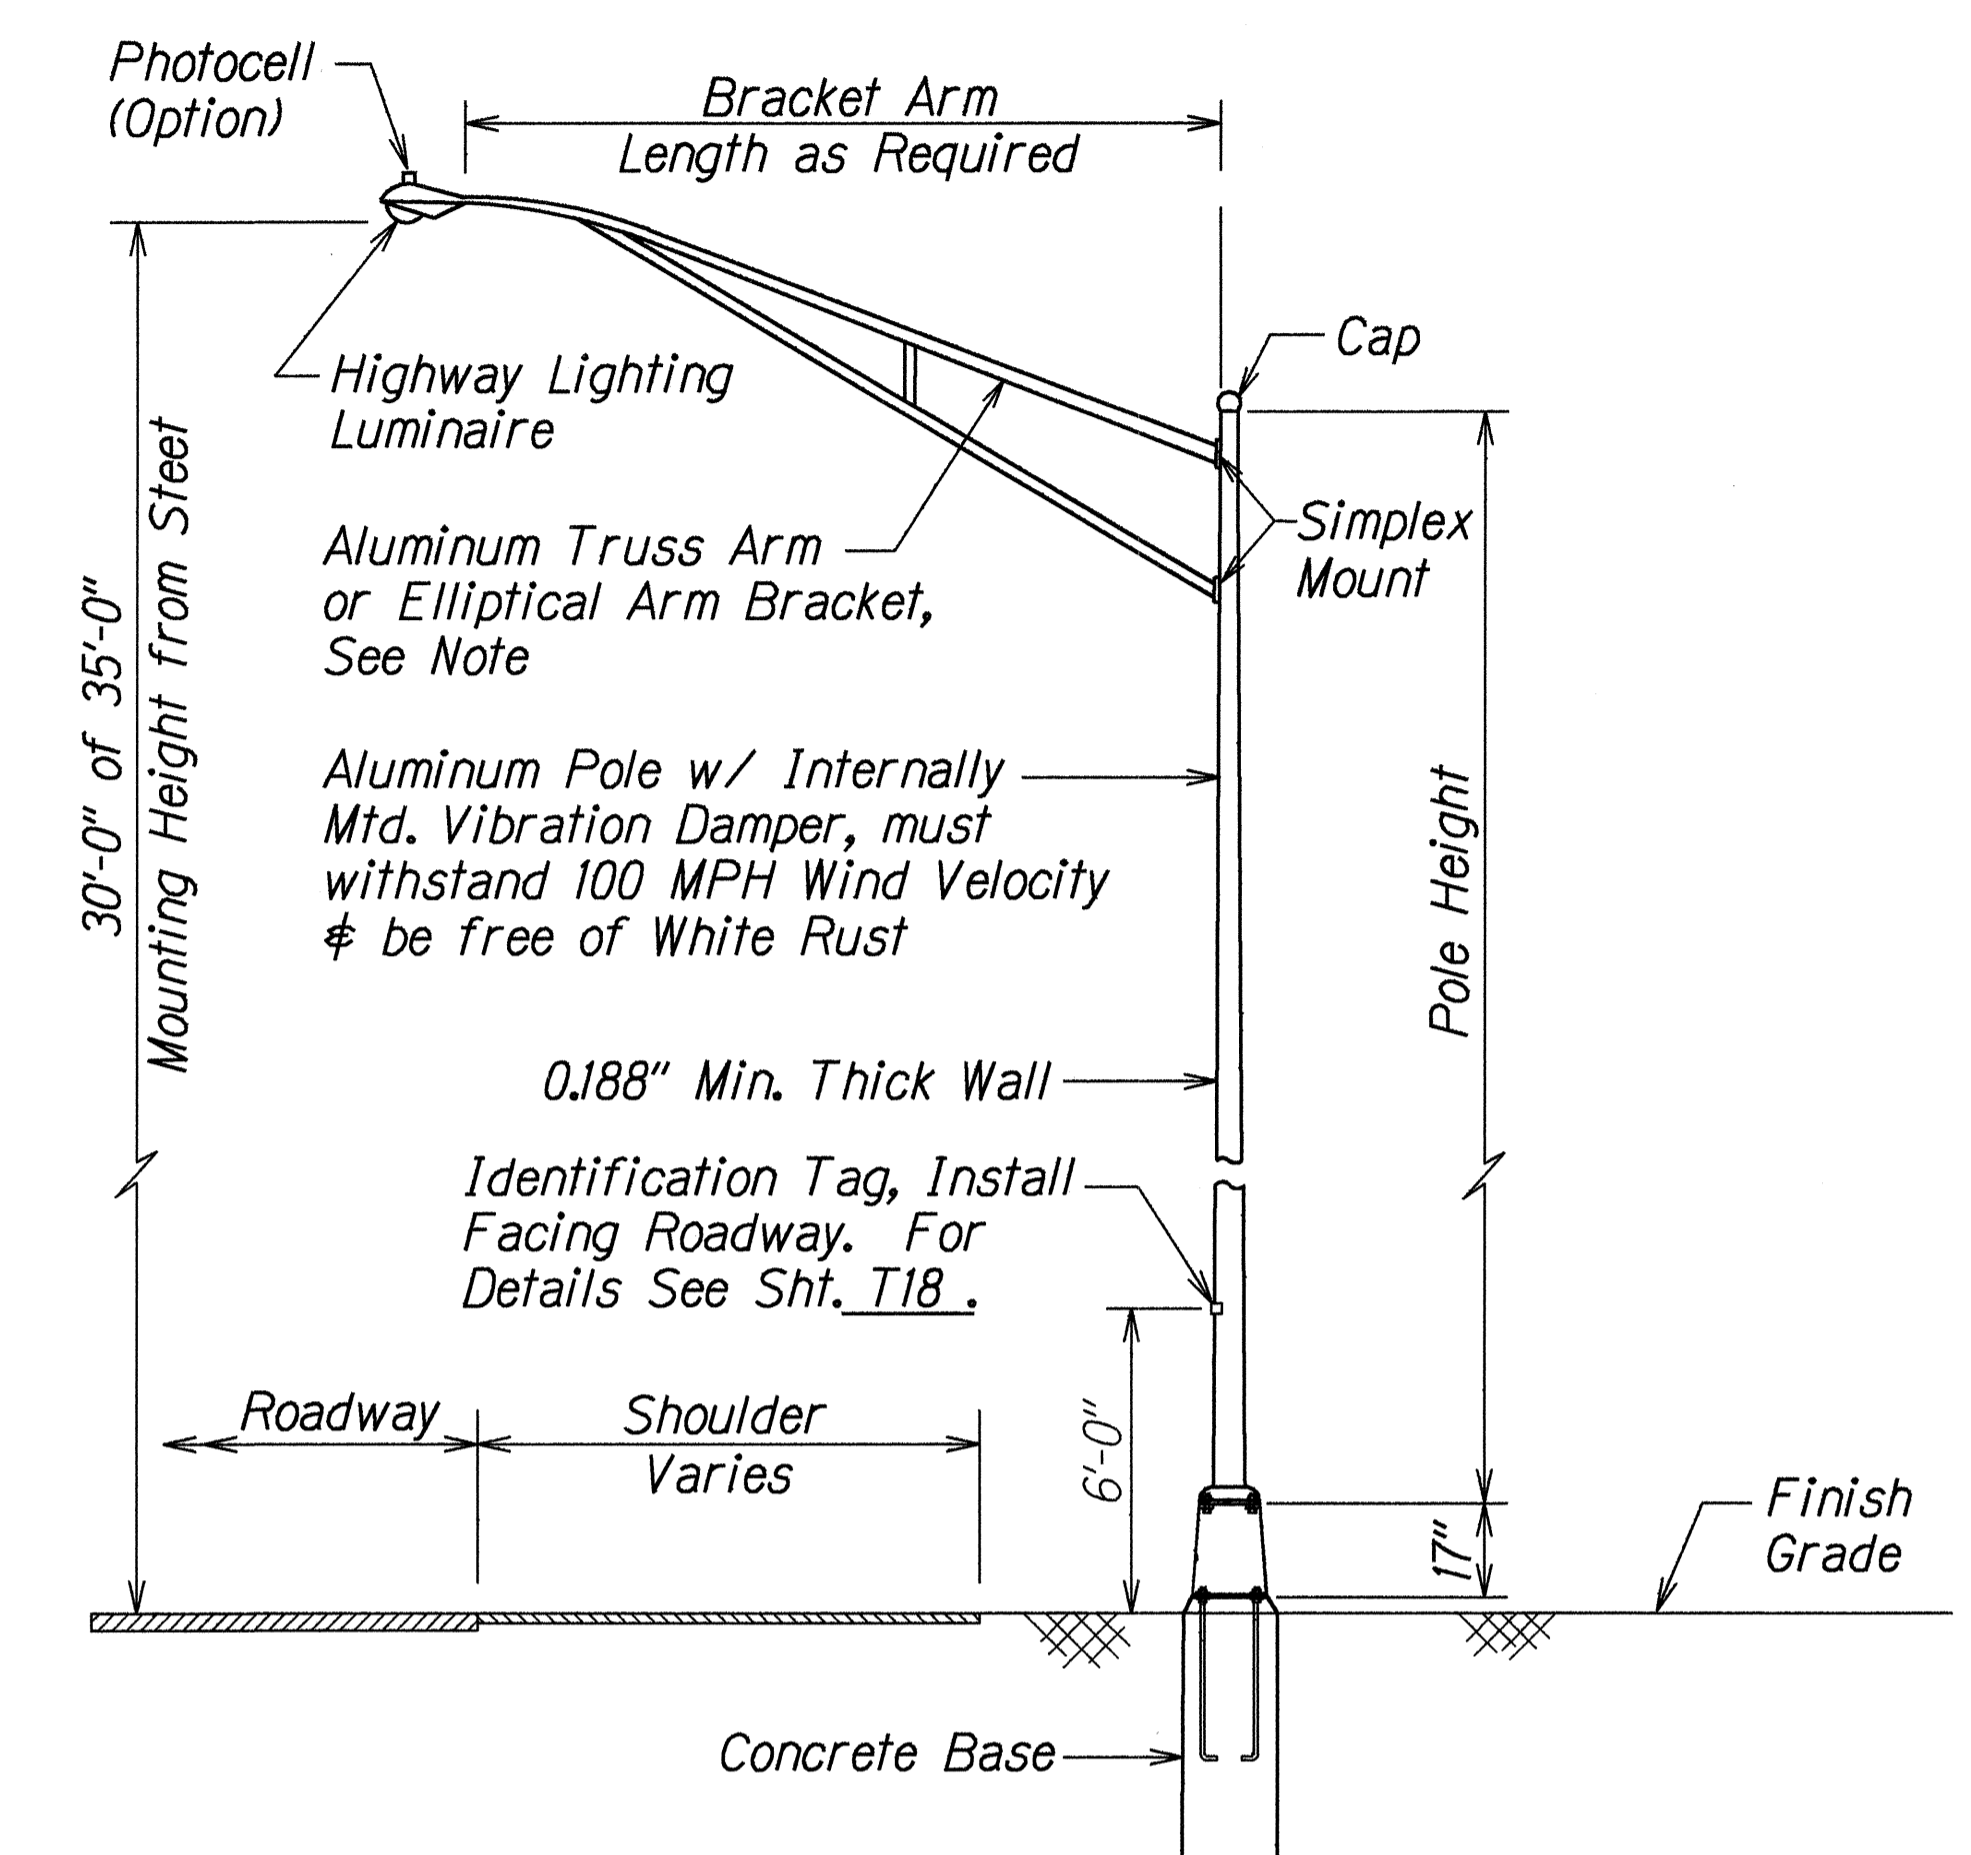 Photocell
(Option)
Bracket Arm
Length as Required
Highway Lighting
Luminaire
Cap
Simplex
Mount
Aluminum Truss Arm
or Elliptical Arm Bracket,
See Note
30'-0" of 35'-0"
Mounting Height from Steet
Aluminum Pole w/ Internally
Mtd. Vibration Damper, must
withstand 100 MPH Wind Velocity
& be free of White Rust
Pole Height
0.188" Min. Thick Wall
Identification Tag, Install
Facing Roadway. For
Details See Sht. T18 .
Roadway
Shoulder
Varies
6'-0"
17"
Finish
Grade
Concrete Base